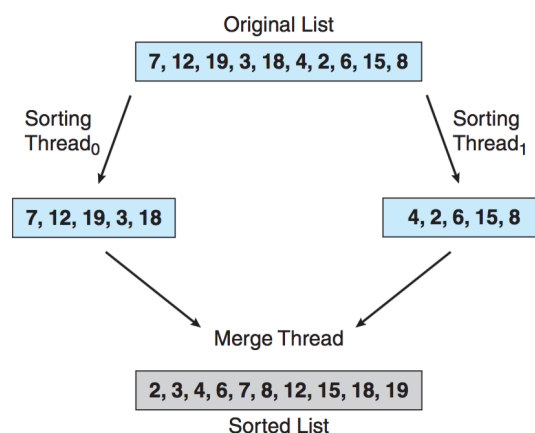 Original List
7, 12, 19, 3, 18, 4, 2, 6, 15, 8
Sorting
Thread0
Sorting
Thread1
7, 12, 19, 3, 18
4, 2, 6, 15, 8
Merge Thread
2, 3, 4, 6, 7, 8, 12, 15, 18, 19
Sorted List